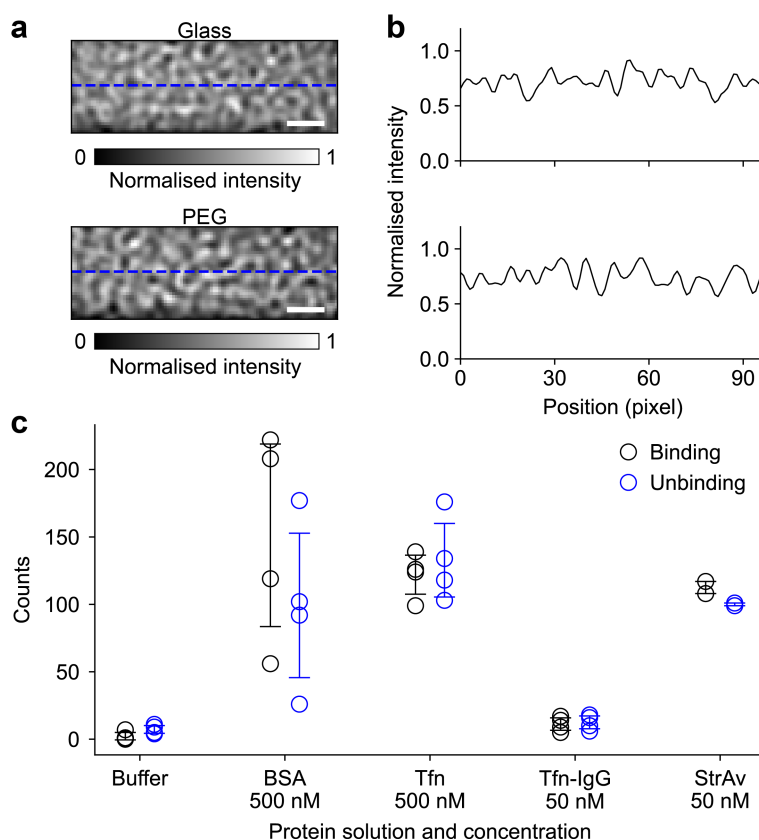 a
Glass
0 1
Normalised intensity
PEG
0 1
Normalised intensity
b
Normalised intensity
1.0
0.5
0.0
1.0
0.5
0.0
0 30 60 90
Position (pixel)
c
Counts
200
150
100
50
0
Binding
Unbinding
Buffer BSA Tfn Tfn-IgG StrAv
500 nM 500 nM 50 nM 50 nM
Protein solution and concentration